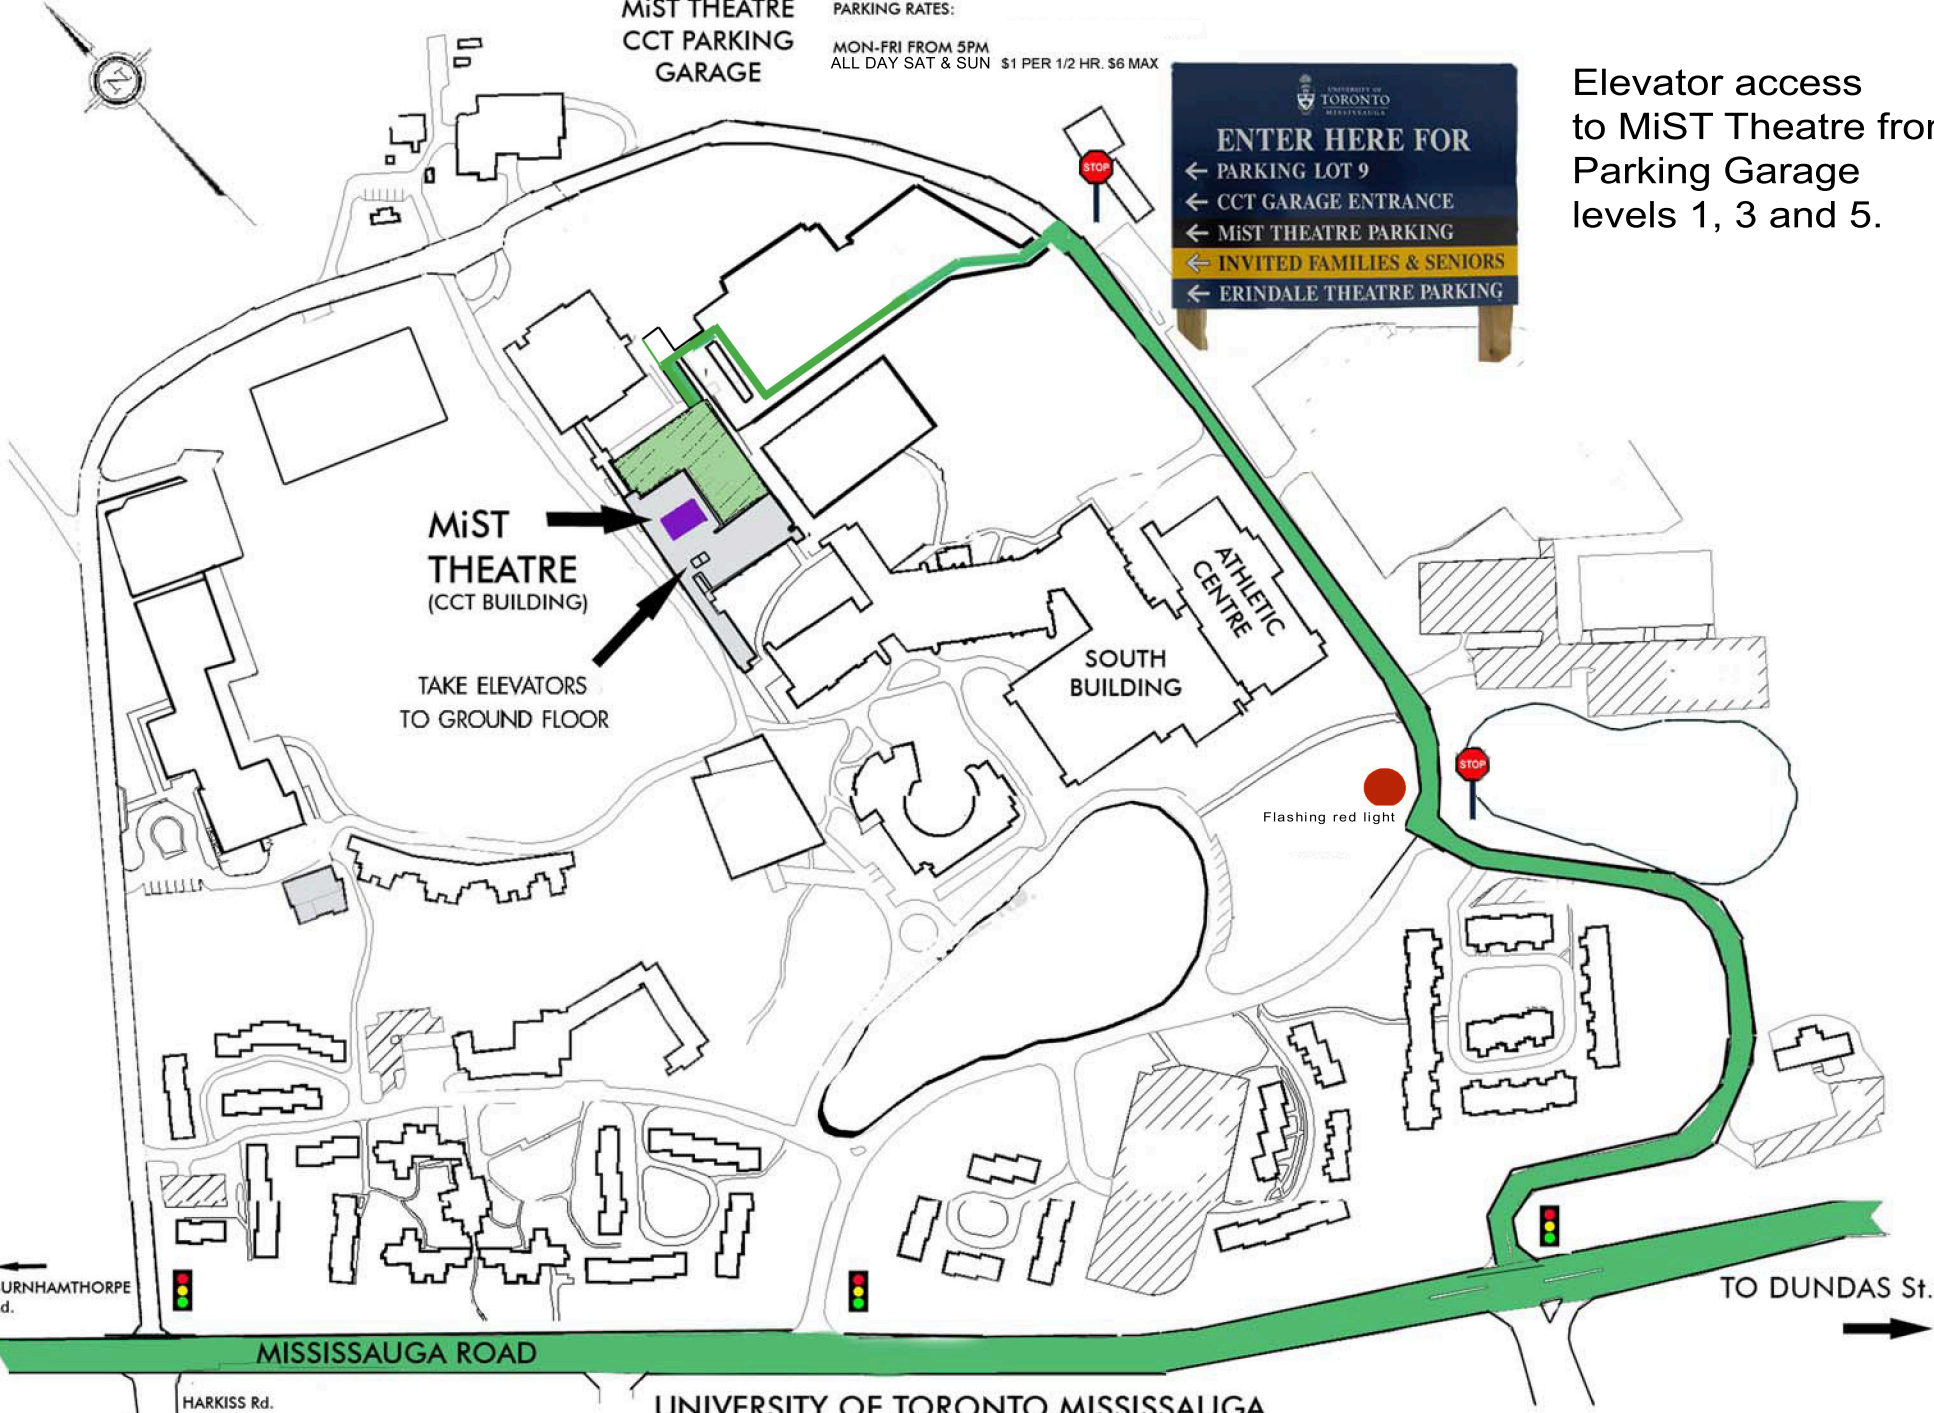 MiST THEATRE
CCT PARKING
GARAGE
PARKING RATES:
MON-FRI FROM 5PM
ALL DAY SAT & SUN $1 PER 1/2 HR. $6 MAX
N
STOP
UNIVERSITY OF
TORONTO
MISSISSAUGA
ENTER HERE FOR
← PARKING LOT 9
← CCT GARAGE ENTRANCE
← MiST THEATRE PARKING
← INVITED FAMILIES & SENIORS
← ERINDALE THEATRE PARKING
Elevator access
to MiST Theatre from
Parking Garage
levels 1, 3 and 5.
MiST
THEATRE
(CCT BUILDING)
TAKE ELEVATORS
TO GROUND FLOOR
ATHLETIC
CENTRE
SOUTH
BUILDING
STOP
Flashing red light
URNHAMTHORPE
d.
TO DUNDAS St.
MISSISSAUGA ROAD
HARKISS Rd.
UNIVERSITY OF TORONTO MISSISSAUGA